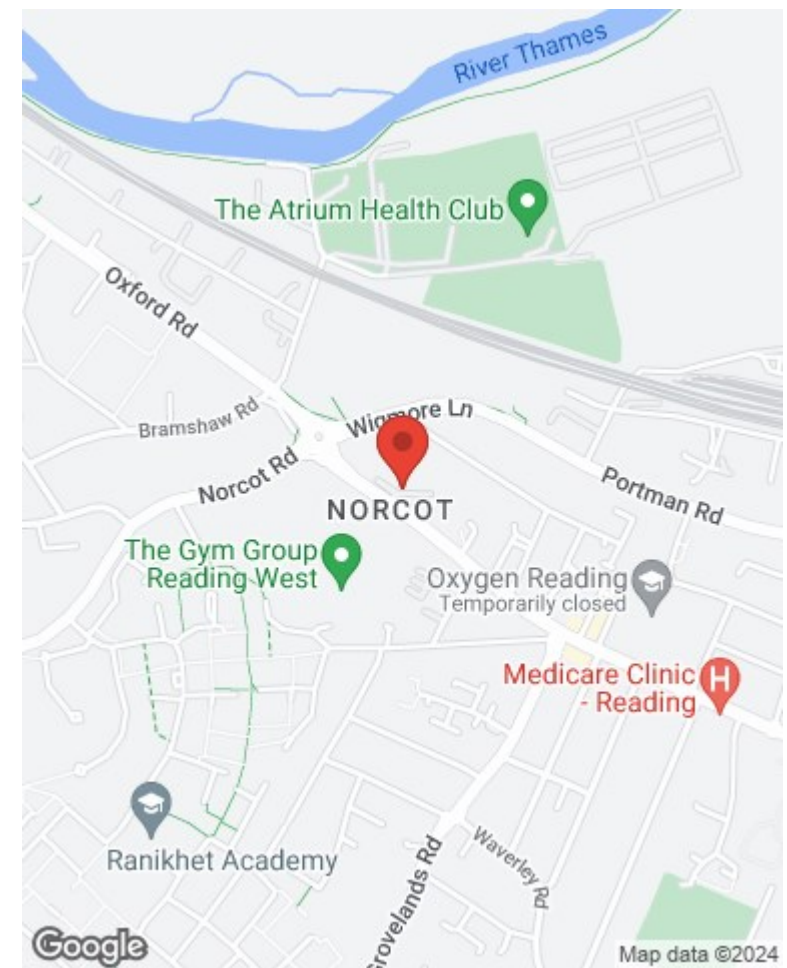 River Thames
The Atrium Health Club
Oxford Rd
Bramshaw Rd
Wigmore Ln
Norcot Rd
Portman Rd
NORCOT
The Gym Group
Reading West
Oxygen Reading
Temporarily closed
Medicare Clinic
- Reading
H
Ranikhet Academy
Waverley Rd
Grovelands Rd
Google
Map data ©2024